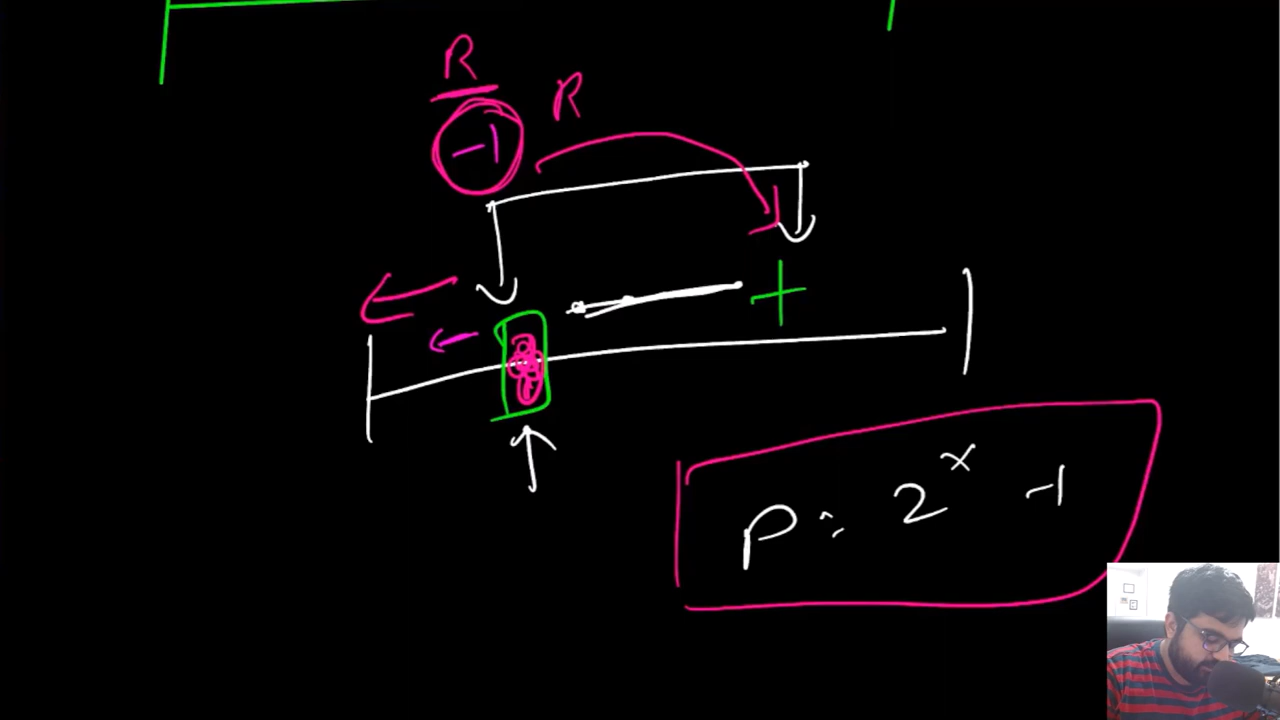 R
-1 R
+
P = 2^x -1